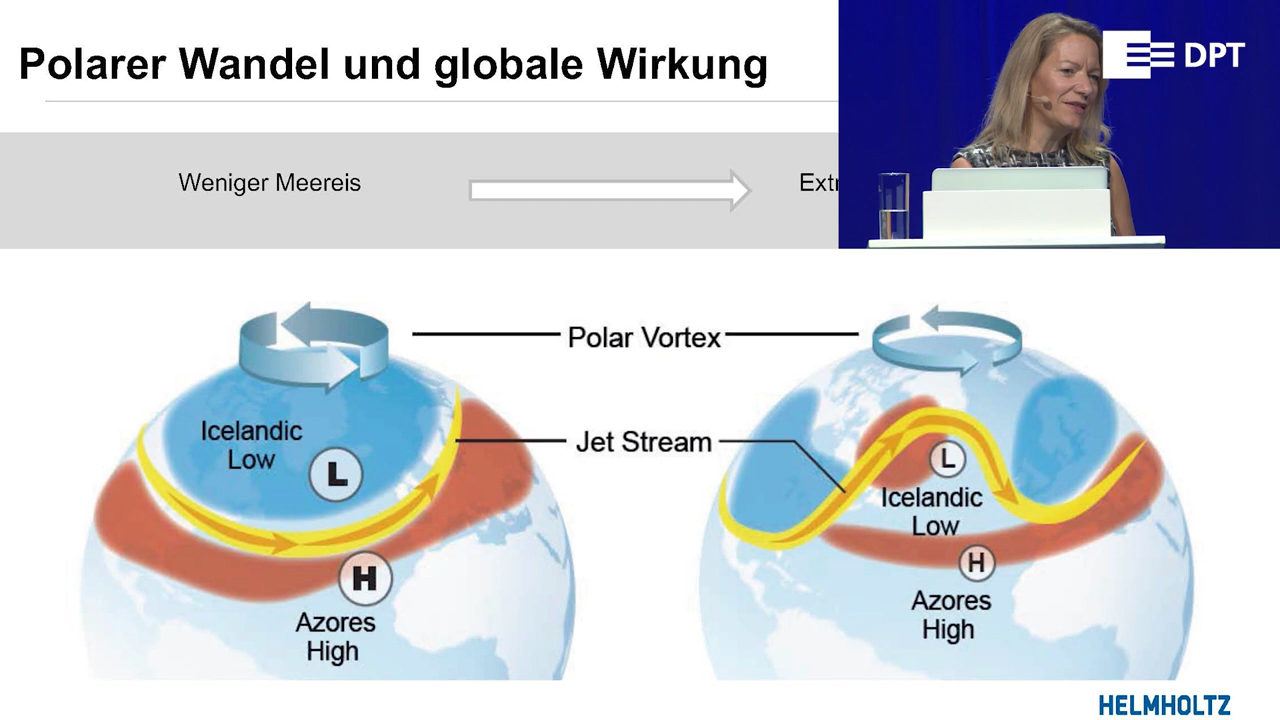 Polarer Wandel und globale Wirkung
DPT
Weniger Meereis
Extr
Polar Vortex
Icelandic
Low
L
Jet Stream
L
Icelandic
Low
H
H
Azores
High
Azores
High
HELMHOLTZ